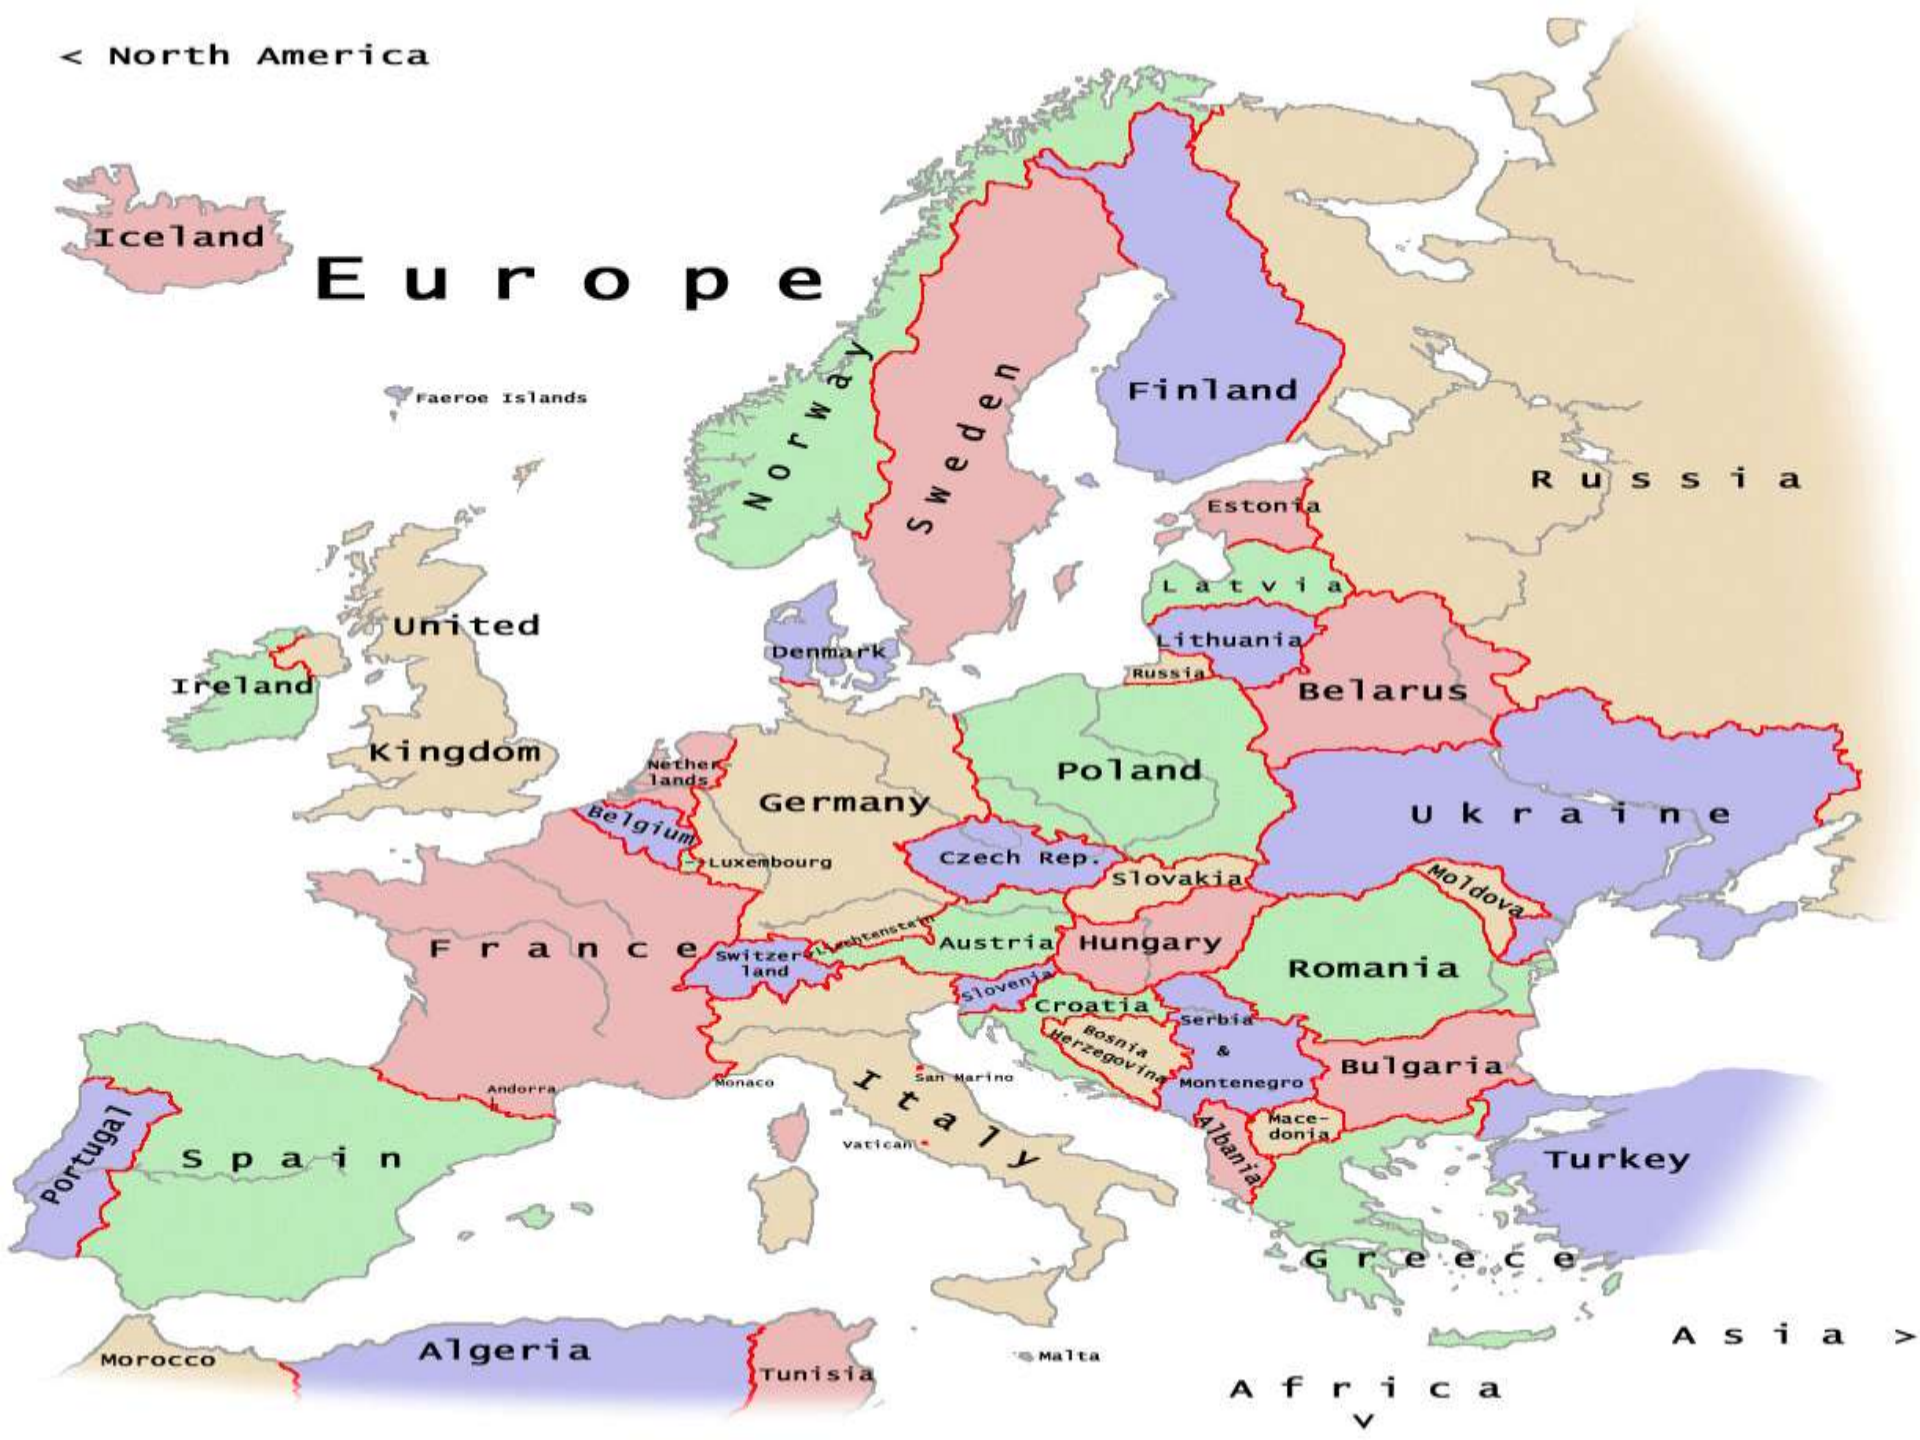 < North America
Iceland
Europe
Faeroe Islands
Norway
Sweden
Finland
Russia
Estonia
Latvia
Lithuania
Russia
Belarus
United
Kingdom
Ireland
Denmark
Nether-
lands
Belgium
Luxembourg
Germany
Poland
Czech Rep.
Slovakia
Ukraine
Moldova
France
Switzer-
land
Liechtenstein
Austria
Hungary
Romania
Slovenia
Croatia
Bosnia
Herzegovina
Serbia
&
Montenegro
Bulgaria
Mace-
donia
Albania
Andorra
Monaco
San Marino
Italy
Vatican
Portugal
Spain
Turkey
Greece
Morocco
Algeria
Tunisia
Malta
Asia >
Africa
v